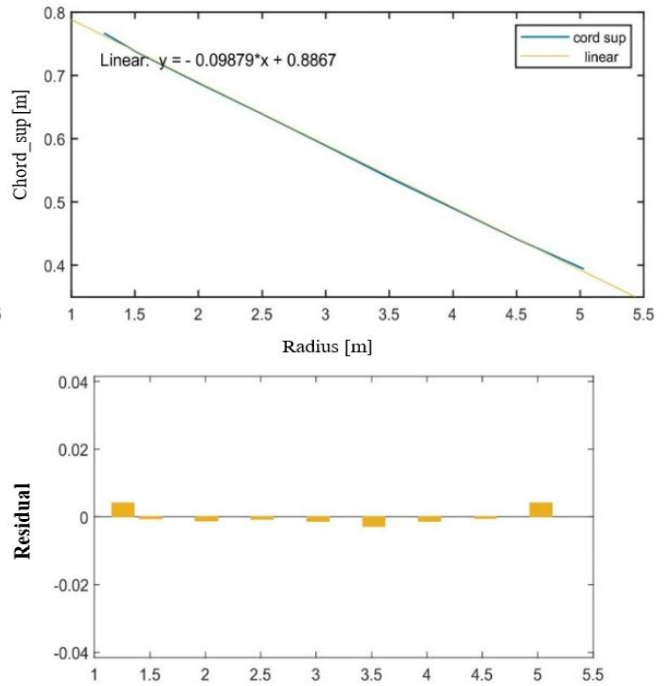 0.8
0.7
0.6
0.5
0.4
Chord_sup [m]
Linear: y = - 0.09879*x + 0.8867
cord sup
linear
1 1.5 2 2.5 3 3.5 4 4.5 5 5.5
Radius [m]
0.04
0.02
0
-0.02
-0.04
Residual
1 1.5 2 2.5 3 3.5 4 4.5 5 5.5